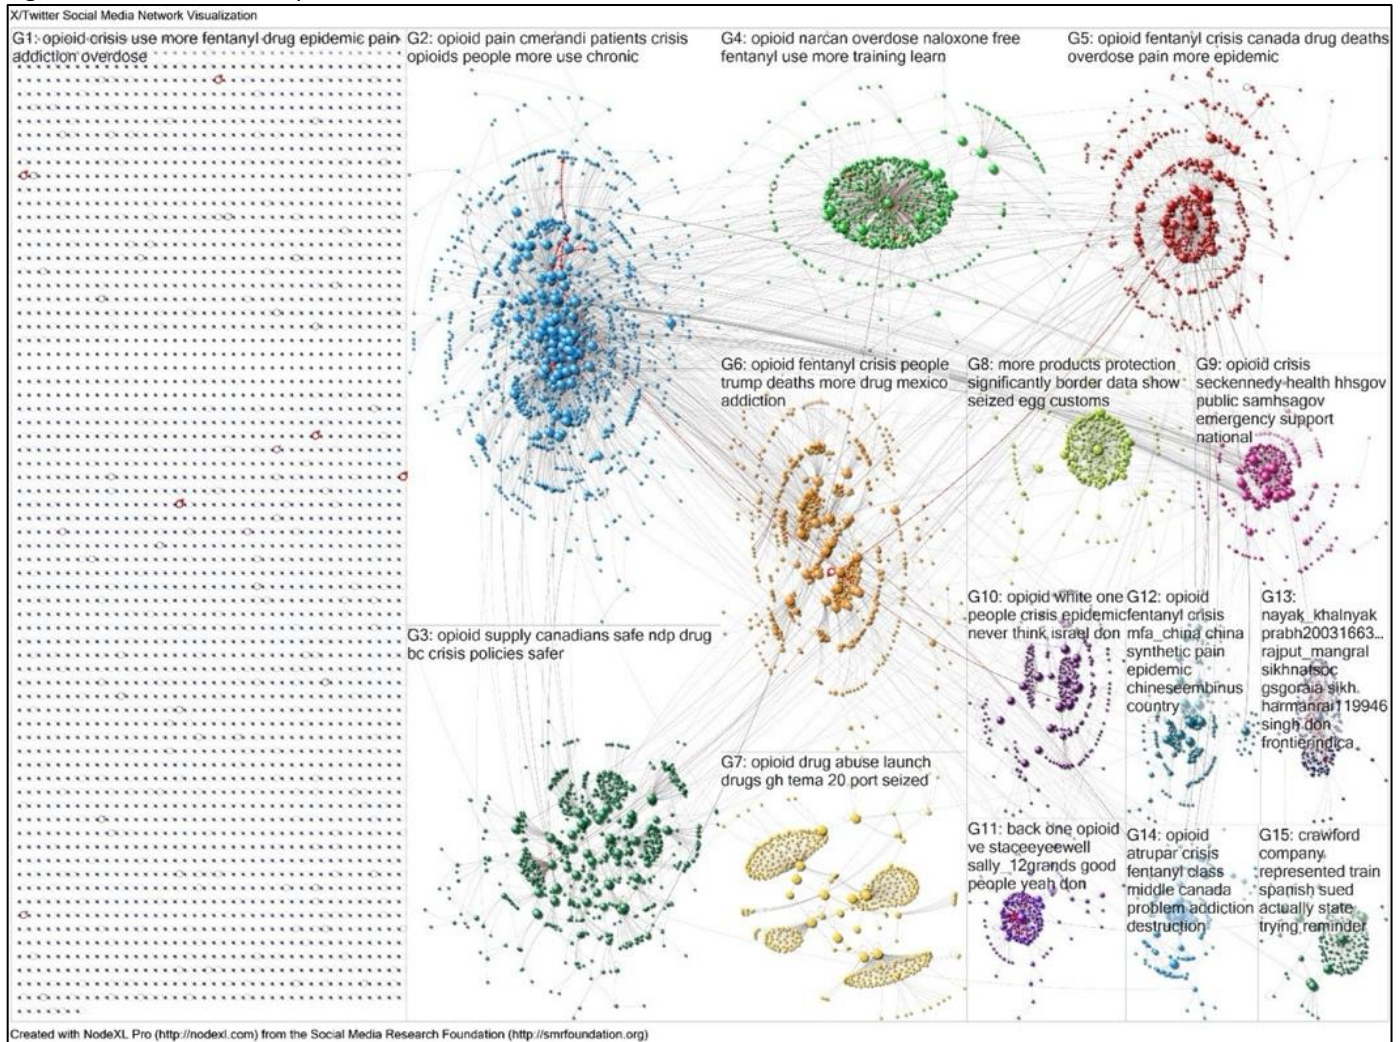 X/Twitter Social Media Network Visualization
G1: opioid crisis use more fentanyl drug epidemic pain
addiction overdose
G2: opioid pain cmerandi patients crisis
opioids people more use chronic
G4: opioid narcan overdose naloxone free
fentanyl use more training learn
G5: opioid fentanyl crisis canada drug deaths
overdose pain more epidemic
G6: opioid fentanyl crisis people
trump deaths more drug mexico
addiction
G8: more products protection
significantly border data show
seized egg customs
G9: opioid crisis
seckennedy health hhsgov
public samhsagov
emergency support
national
G3: opioid supply canadians safe ndp drug
bc crisis policies safer
G7: opioid drug abuse launch
drugs gh tema 20 port seized
G10: opioid white one
people crisis epidemic
never think israel don
G12: opioid
fentanyl crisis
mfa_china china
synthetic pain
epidemic
chineseembinus
country
G13:
nayak_khalnyak
prabh20031663...
rajput_mangral
sikhnafsoc
gsgoraia sikh
harmanrai119946
singh don
frontierindica
G11: back one opioid
ve staceeyeewell
sally_12grands good
people yeah don
G14: opioid
atrupar crisis
fentanyl class
middle canada
problem addiction
destruction
G15: crawford
company
represented train
spanish sued
actually state
trying reminder
Created with NodeXL Pro (http://nodexl.com) from the Social Media Research Foundation (http://smrfoundation.org)